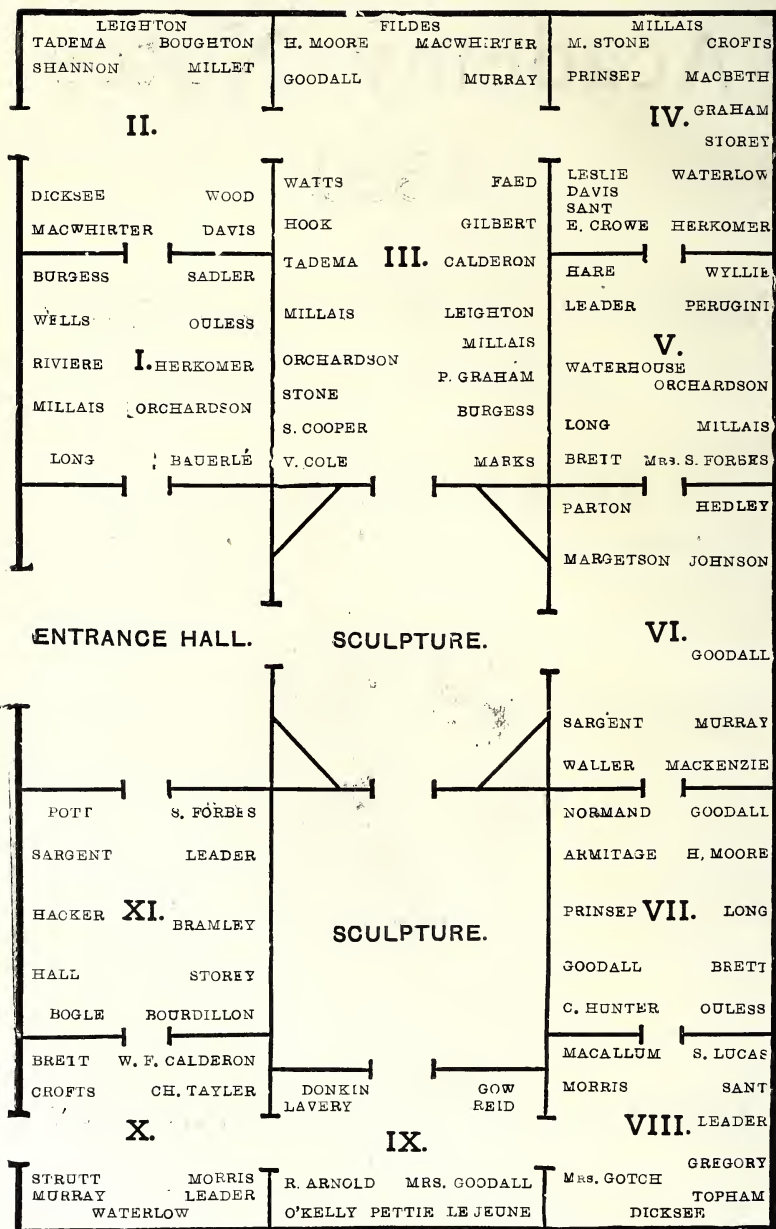 LEIGHTON
TADEMA BOUGHTON
SHANNON MILLET
II.
DICKSEE WOOD
MACWHIRTER DAVIS
FILDES
H. MOORE MACWHIRTER
GOODALL MURRAY
MILLAIS
M. STONE CROFTS
PRINSEP MACBETH
IV. GRAHAM
STOREY
LESLIE WATERLOW
DAVIS
SANT
E. CROWE HERKOMER
BURGESS SADLER
WELLS OULESS
RIVIERE I. HERKOMER
MILLAIS ORCHARDSON
LONG BAUERLÉ
WATTS FAED
HOOK GILBERT
TADEMA III. CALDERON
MILLAIS LEIGHTON
MILLAIS
ORCHARDSON
P. GRAHAM
STONE
BURGESS
S. COOPER
V. COLE MARKS
HARE WYLLIE
LEADER PERUGINI
V.
WATERHOUSE
ORCHARDSON
LONG MILLAIS
BRETT MRS. S. FORBES
PARTON HEDLEY
MARGETSON JOHNSON
ENTRANCE HALL. SCULPTURE. VI.
GOODALL
SARGENT MURRAY
WALLER MACKENZIE
POTT S. FORBES
SARGENT LEADER
HACKER XI. BRAMLEY
HALL STOREY
BOGLE BOURDILLON
SCULPTURE.
NORMAND GOODALL
ARMITAGE H. MOORE
PRINSEP VII. LONG
GOODALL BRETT
C. HUNTER OULESS
BRETT W. F. CALDERON
CROFTS CH. TAYLER
X.
STRUTT MORRIS
MURRAY LEADER
WATERLOW
DONKIN GOW
LAVERY REID
IX.
R. ARNOLD MRS. GOODALL
O'KELLY PETTIE LE JEUNE
MACALLUM S. LUCAS
MORRIS SANT
VIII. LEADER
GREGORY
MRS. GOTCH
TOPHAM
DICKSEE